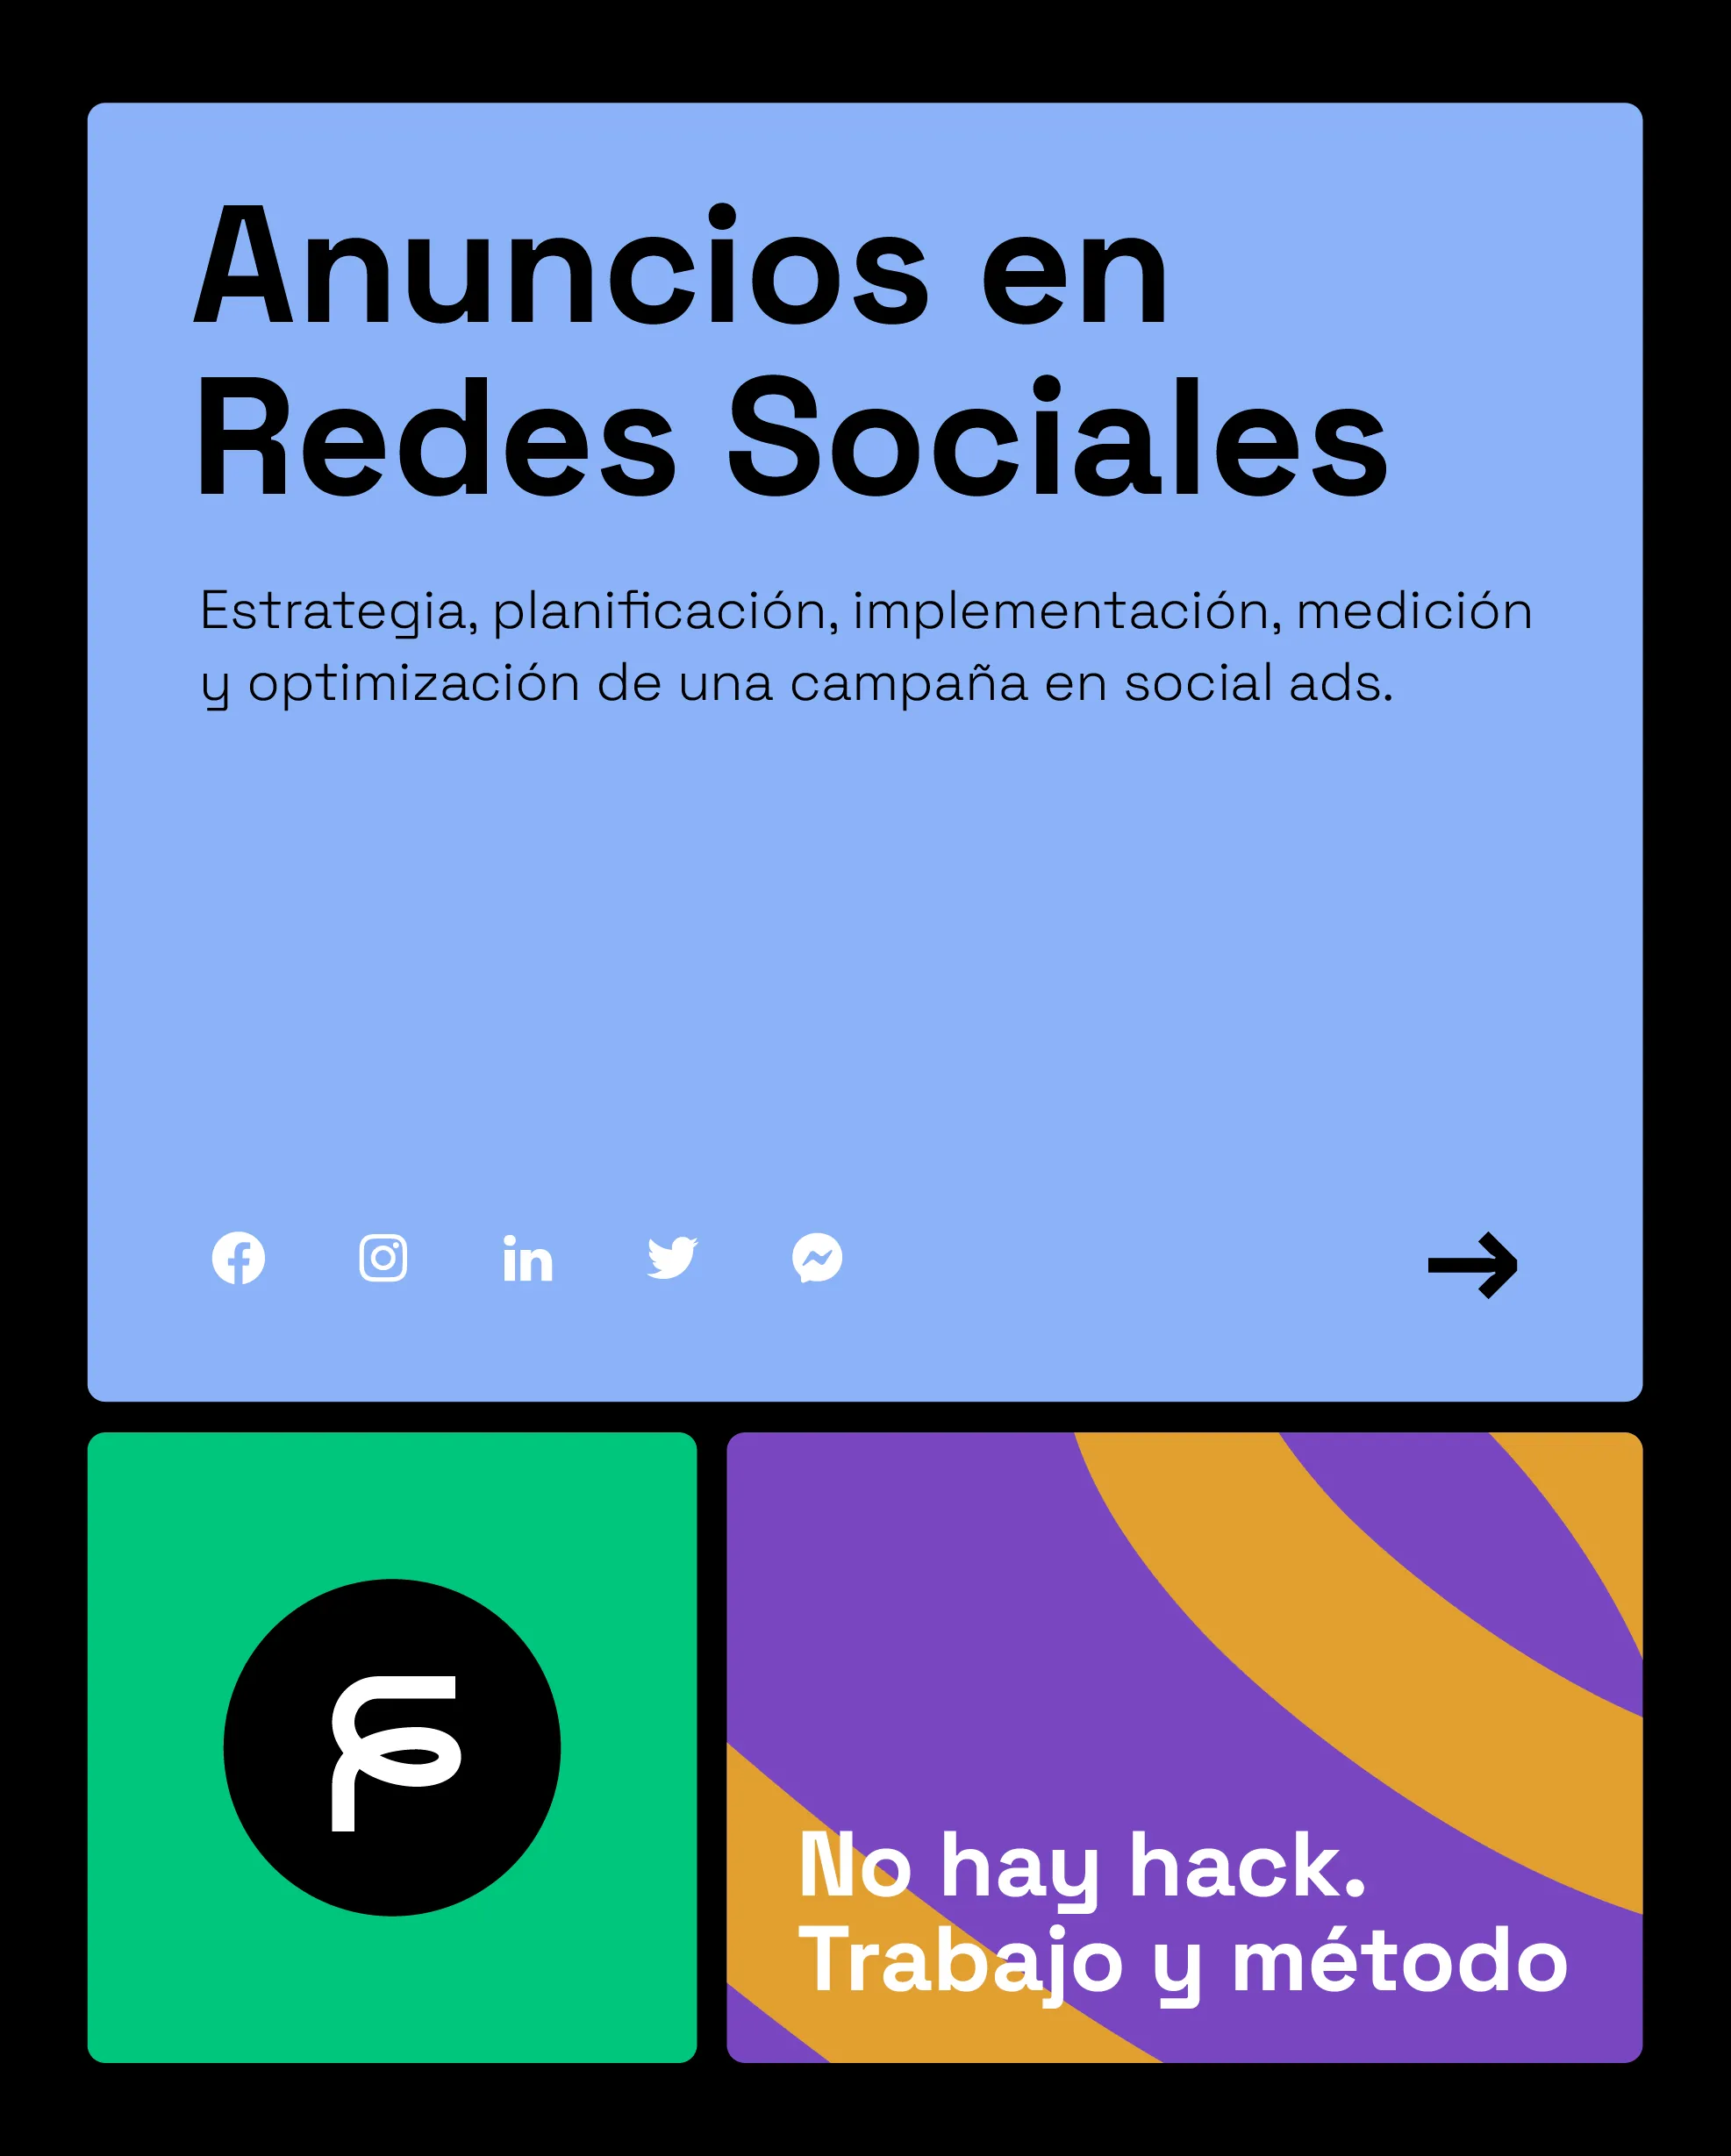 Anuncios en
Redes Sociales
Estrategia, planificación, implementación, medición
y optimización de una campaña en social ads.
No hay hack.
Trabajo y método